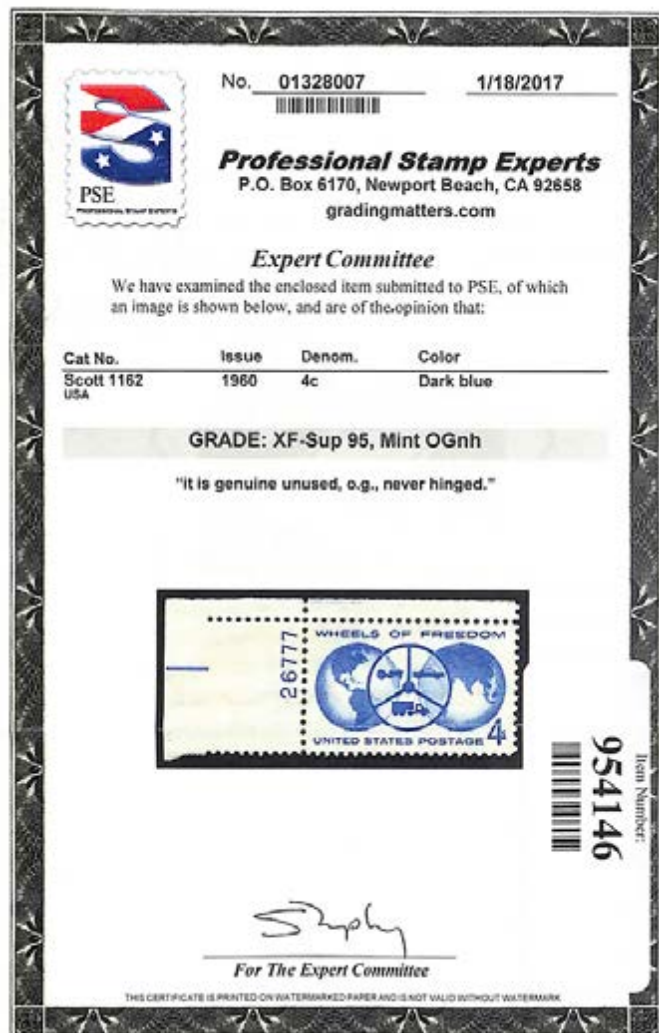 No. 01328007 1/18/2017
PSE
PROFESSIONAL STAMP EXPERTS
Professional Stamp Experts
P.O. Box 6170, Newport Beach, CA 92658
gradingmatters.com
Expert Committee
We have examined the enclosed item submitted to PSE, of which
an image is shown below, and are of the opinion that:
Cat No. Issue Denom. Color
Scott 1162 1960 4c Dark blue
USA
GRADE: XF-Sup 95, Mint OGnh
"it is genuine unused, o.g., never hinged."
26777
WHEELS OF FREEDOM
UNITED STATES POSTAGE 4¢
Item Number:
954146
For The Expert Committee
THIS CERTIFICATE IS PRINTED ON WATERMARKED PAPER AND IS NOT VALID WITHOUT WATERMARK